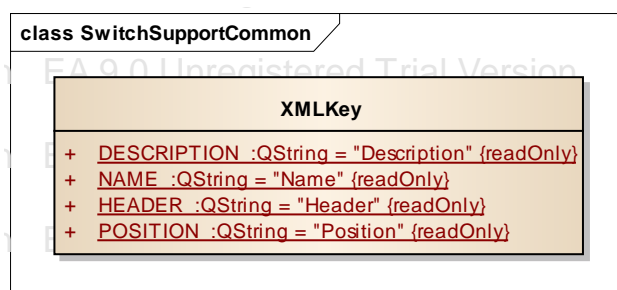 class SwitchSupportCommon
EA 9.0 Unregistered Trial Version
XMLKey
+ DESCRIPTION :QString = "Description" {readOnly}
+ NAME :QString = "Name" {readOnly}
+ HEADER :QString = "Header" {readOnly}
+ POSITION :QString = "Position" {readOnly}